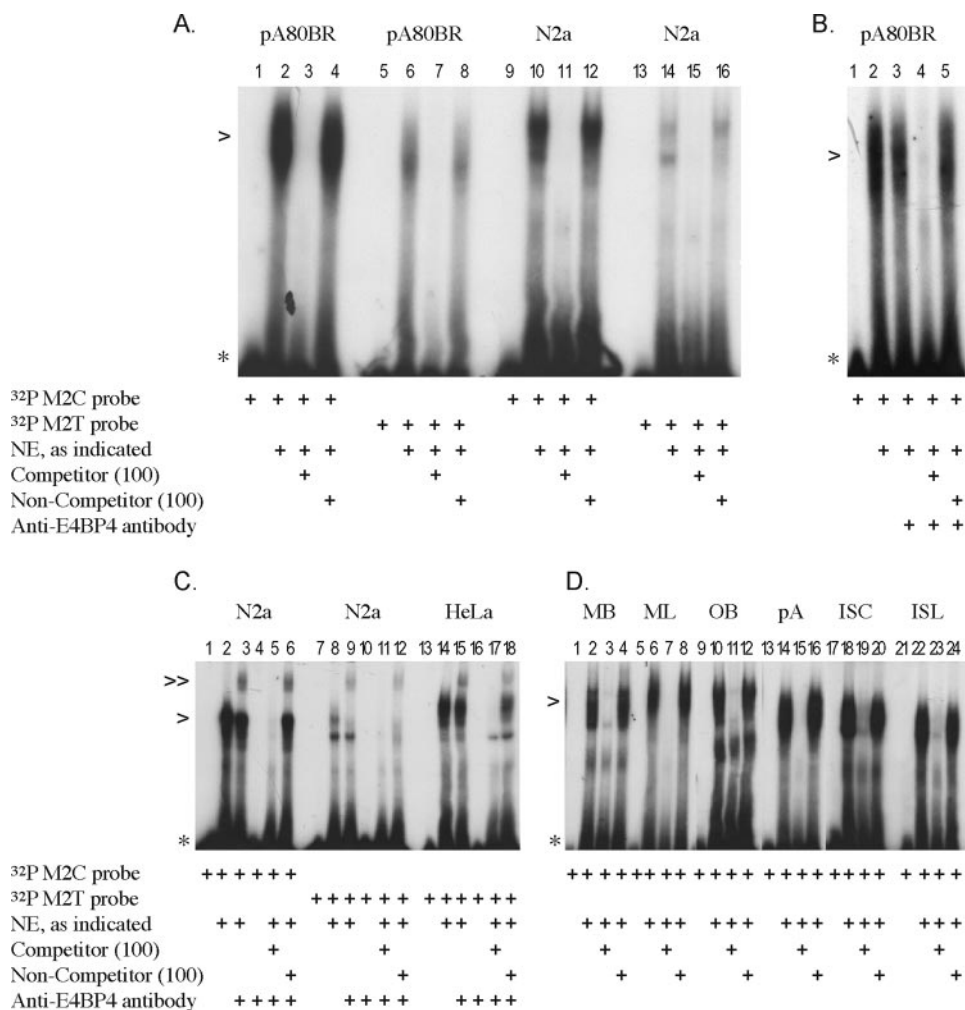 A.
B.
pA80BR pA80BR N2a N2a
pA80BR
1 2 3 4 5 6 7 8 9 10 11 12 13 14 15 16
1 2 3 4 5
>
>
*
*
³²P M2C probe + + + + + + + + + + + + +
³²P M2T probe + + + + + + + +
NE, as indicated + + + + + + + + + + + + + + + +
Competitor (100) + + + + +
Non-Competitor (100) + + + + +
Anti-E4BP4 antibody + + +
C.
D.
N2a N2a HeLa
MB ML OB pA ISC ISL
1 2 3 4 5 6 7 8 9 10 11 12 13 14 15 16 17 18
1 2 3 4 5 6 7 8 9 10 11 12 13 14 15 16 17 18 19 20 21 22 23 24
>>
>
>
*
*
³²P M2C probe + + + + + + + + + + + + + + + + + + + + + + + + + + + + + +
³²P M2T probe + + + + + + + + + + + +
NE, as indicated + + + + + + + + + + + + + + + + + + + + + + + + + + + + + +
Competitor (100) + + + + + + + + +
Non-Competitor (100) + + + + + + + + +
Anti-E4BP4 antibody + + + + + + + + + + + +